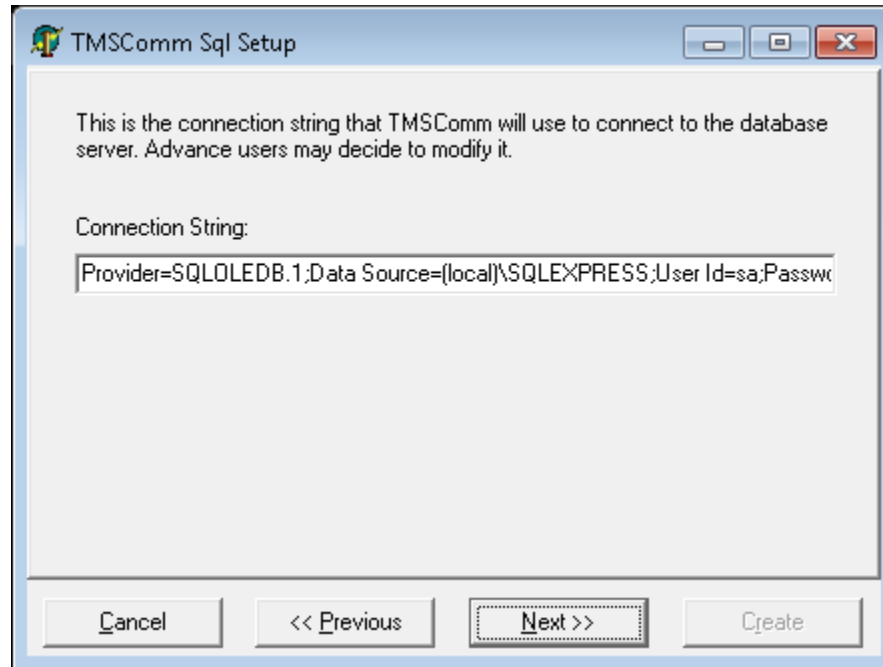 TMSComm Sql Setup
This is the connection string that TMSComm will use to connect to the database
server. Advance users may decide to modify it.
Connection String:
Provider=SQLOLEDB.1;Data Source=(local)\SQLEXPRESS;User Id=sa;Passwo
Cancel
<< Previous
Next >>
Create